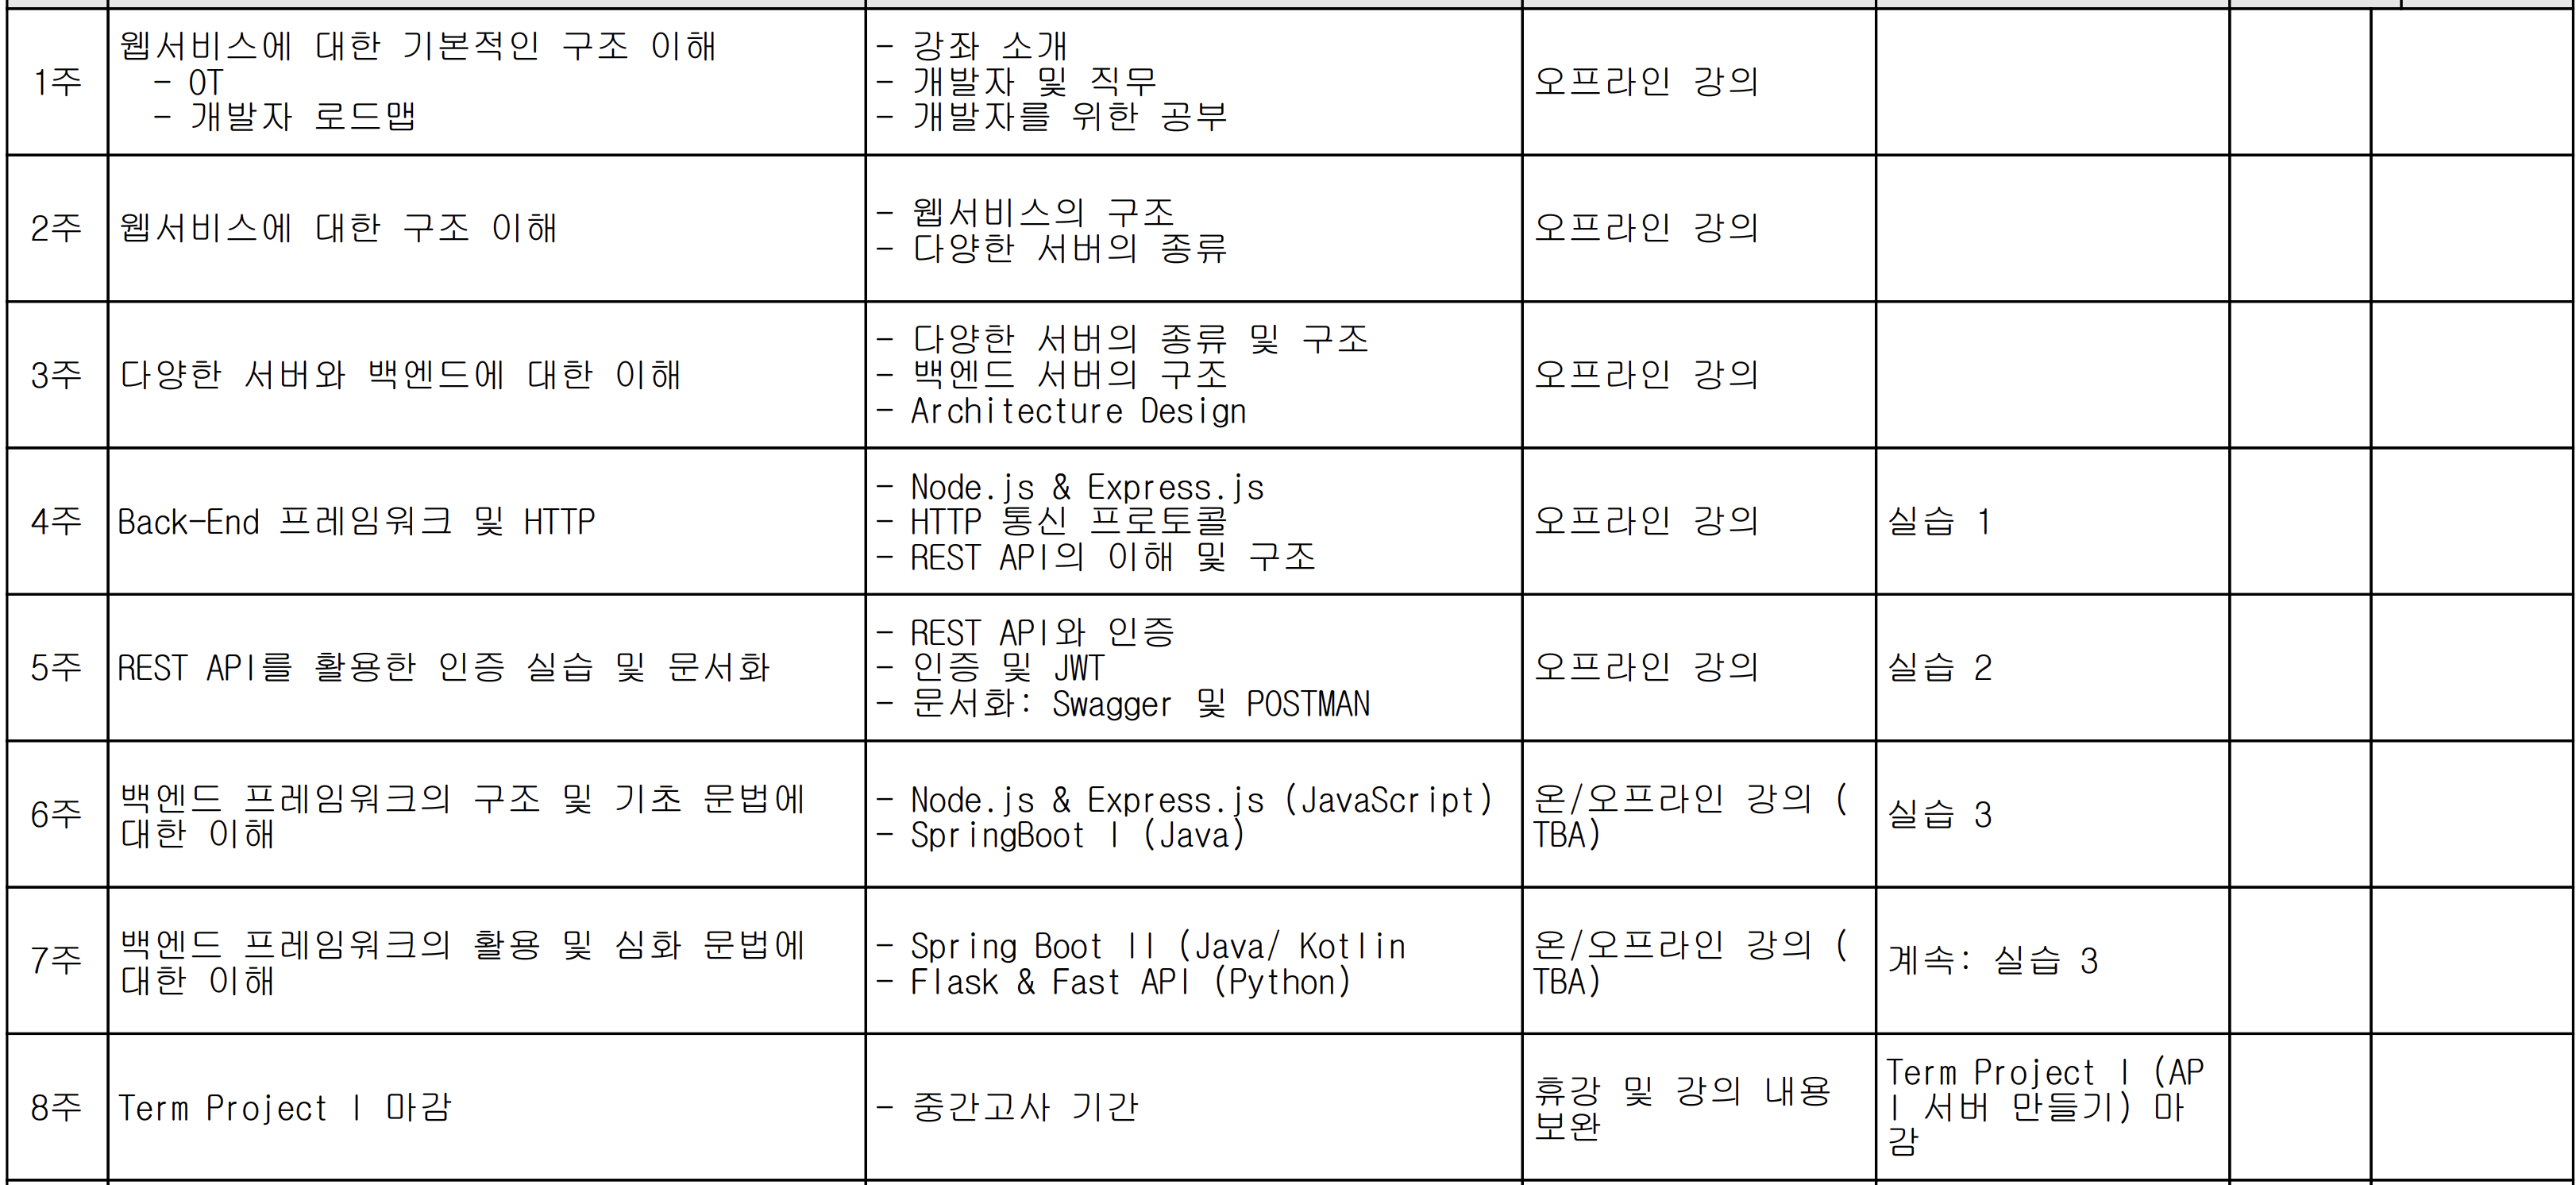 1주
웹서비스에 대한 기본적인 구조 이해
- OT
- 개발자 로드맵
- 강좌 소개
- 개발자 및 직무
- 개발자를 위한 공부
오프라인 강의
2주
웹서비스에 대한 구조 이해
- 웹서비스의 구조
- 다양한 서버의 종류
오프라인 강의
3주
다양한 서버와 백엔드에 대한 이해
- 다양한 서버의 종류 및 구조
- 백엔드 서버의 구조
- Architecture Design
오프라인 강의
4주
Back-End 프레임워크 및 HTTP
- Node.js & Express.js
- HTTP 통신 프로토콜
- REST API의 이해 및 구조
오프라인 강의
실습 1
5주
REST API를 활용한 인증 실습 및 문서화
- REST API와 인증
- 인증 및 JWT
- 문서화: Swagger 및 POSTMAN
오프라인 강의
실습 2
6주
백엔드 프레임워크의 구조 및 기초 문법에
대한 이해
- Node.js & Express.js (JavaScript)
- SpringBoot I (Java)
온/오프라인 강의 (
TBA)
실습 3
7주
백엔드 프레임워크의 활용 및 심화 문법에
대한 이해
- Spring Boot II (Java/ Kotlin
- Flask & Fast API (Python)
온/오프라인 강의 (
TBA)
계속: 실습 3
8주
Term Project I 마감
- 중간고사 기간
휴강 및 강의 내용
보완
Term Project I (AP
I 서버 만들기) 마
감